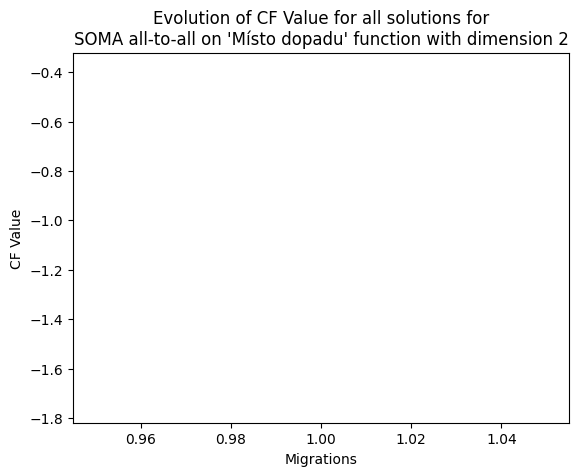 Evolution of CF Value for all solutions for
SOMA all-to-all on 'Místo dopadu' function with dimension 2
−0.4
−0.6
−0.8
−1.0
−1.2
−1.4
−1.6
−1.8
CF Value
0.96 0.98 1.00 1.02 1.04
Migrations